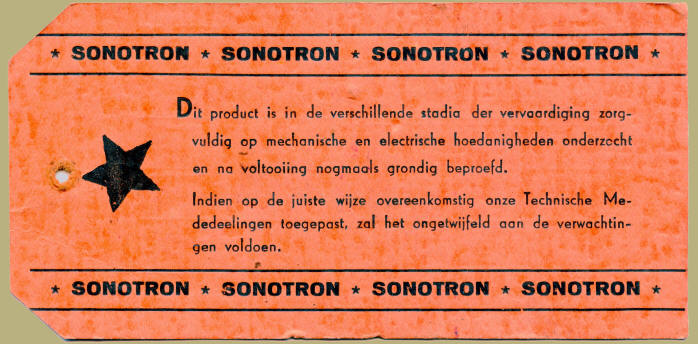 ★ SONOTRON ★ SONOTRON ★ SONOTRON ★ SONOTRON ★
Dit product is in de verschillende stadia der vervaardiging zorg-
vuldig op mechanische en electrische hoedanigheden onderzocht
en na voltooiing nogmaals grondig beproefd.
Indien op de juiste wijze overeenkomstig onze Technische Me-
dedeelingen toegepast, zal het ongetwijfeld aan de verwachtin-
gen voldoen.
★ SONOTRON ★ SONOTRON ★ SONOTRON ★ SONOTRON ★